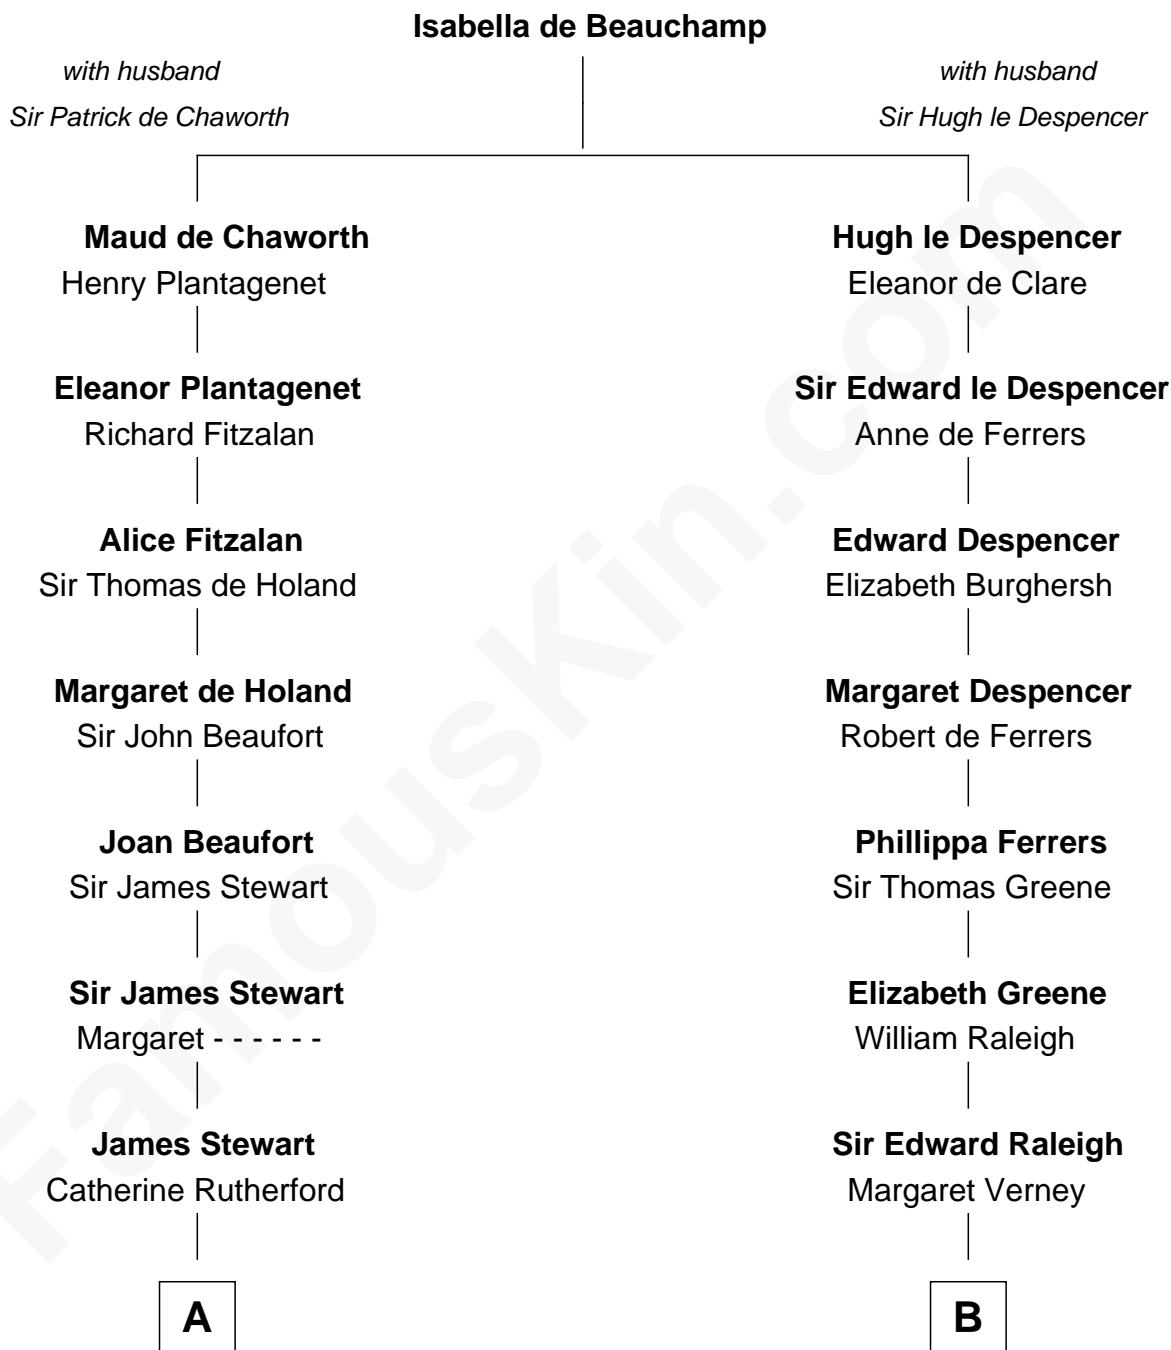 Isabella de Beauchamp
with husband
Sir Patrick de Chaworth
with husband
Sir Hugh le Despencer
Maud de Chaworth
Henry Plantagenet
Hugh le Despencer
Eleanor de Clare
Eleanor Plantagenet
Richard Fitzalan
Sir Edward le Despencer
Anne de Ferrers
Alice Fitzalan
Sir Thomas de Holand
Edward Despencer
Elizabeth Burghersh
Margaret de Holand
Sir John Beaufort
Margaret Despencer
Robert de Ferrers
Joan Beaufort
Sir James Stewart
Phillippa Ferrers
Sir Thomas Greene
Sir James Stewart
Margaret - - - - - -
Elizabeth Greene
William Raleigh
James Stewart
Catherine Rutherford
Sir Edward Raleigh
Margaret Verney
A
B
FamousKin.com